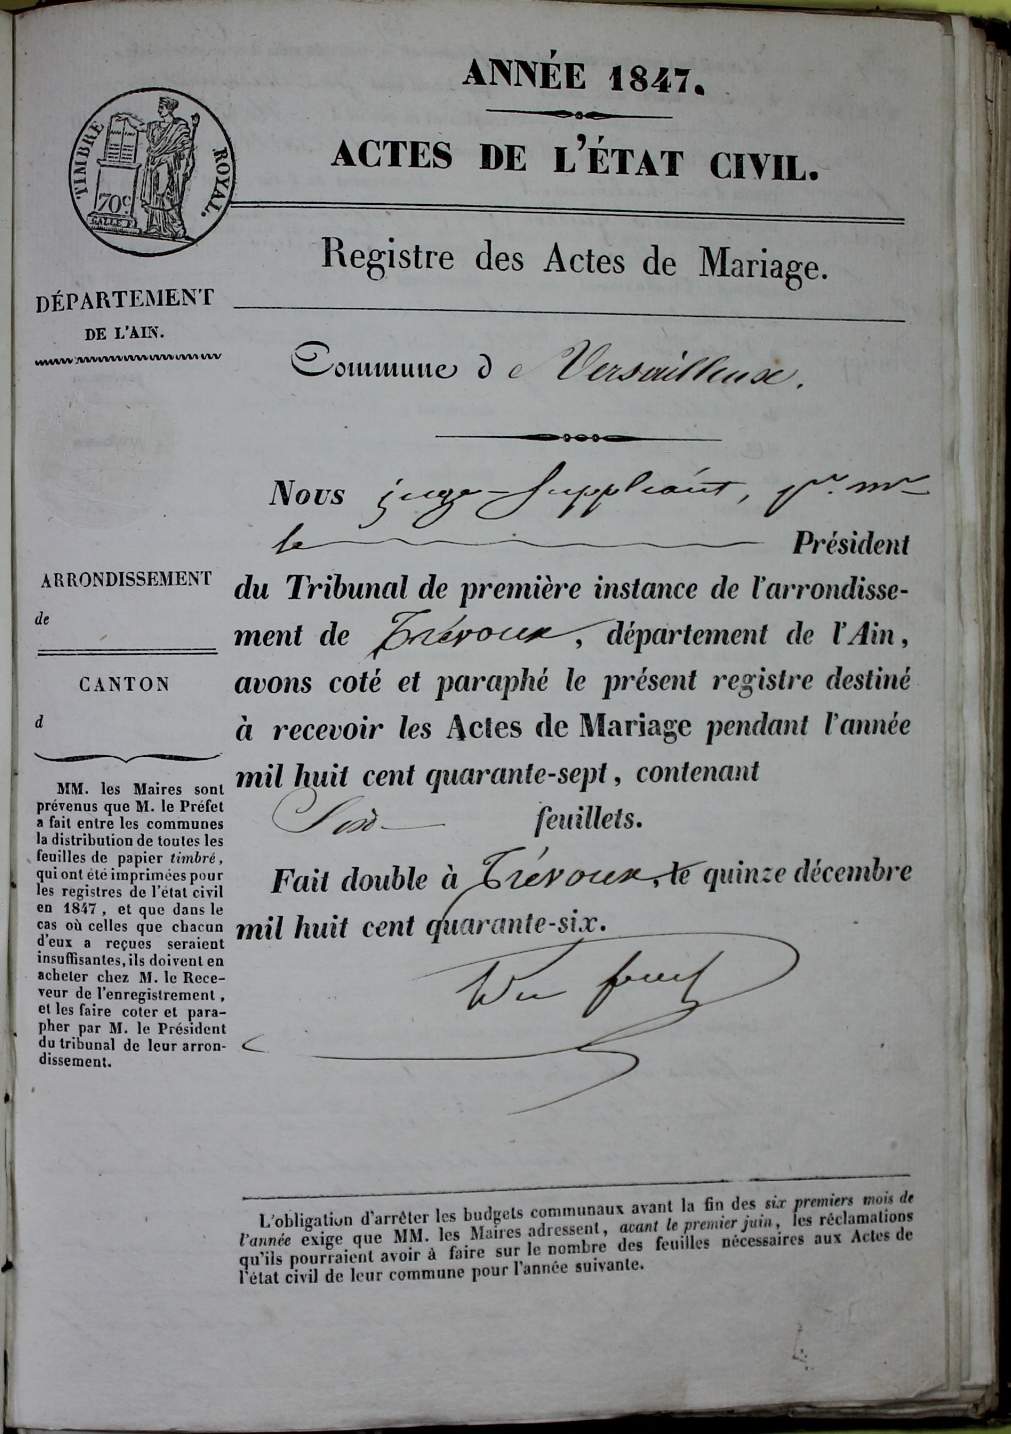 ANNÉE 1847.
ACTES DE L'ÉTAT CIVIL.
TIMBRE ROYAL.
70 c
Registre des Actes de Mariage.
DÉPARTEMENT
DE L'AIN.
Commune de Versailleux.
Nous juge-suppléant, pr. mr
le Président
ARRONDISSEMENT
de
CANTON
d
du Tribunal de première instance de l'arrondisse-
ment de Trévoux, département de l'Ain,
avons coté et paraphé le présent registre destiné
à recevoir les Actes de Mariage pendant l'année
mil huit cent quarante-sept, contenant
Six feuillets.
Fait double à Trévoux, le quinze décembre
mil huit cent quarante-six.
MM. les Maires sont
prévenus que M. le Préfet
a fait entre les communes
la distribution de toutes les
feuilles de papier timbré,
qui ont été imprimées pour
les registres de l'état civil
en 1847, et que dans le
cas où celles que chacun
d'eux a reçues seraient
insuffisantes, ils doivent en
acheter chez M. le Rece-
veur de l'enregistrement,
et les faire coter et para-
pher par M. le Président
du tribunal de leur arron-
dissement.
L'obligation d'arrêter les budgets communaux avant la fin des six premiers mois de
l'année exige que MM. les Maires adressent, avant le premier juin, les réclamations
qu'ils pourraient avoir à faire sur le nombre des feuilles nécessaires aux Actes de
l'état civil de leur commune pour l'année suivante.